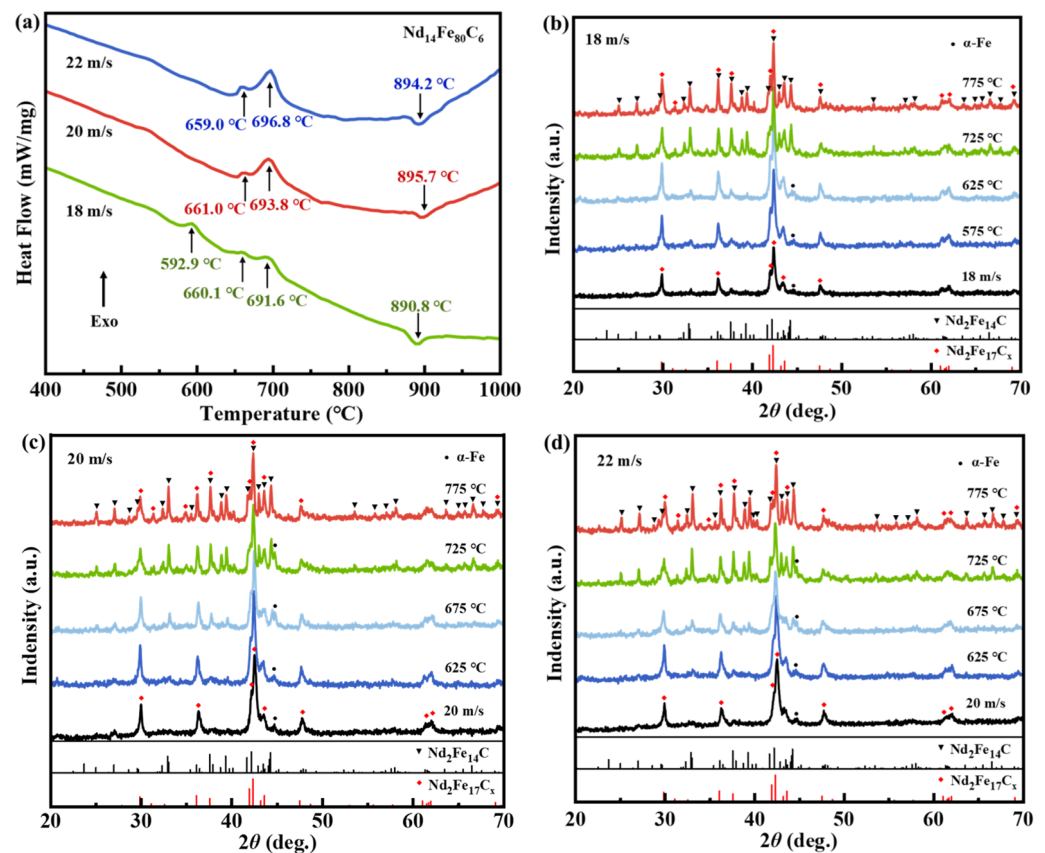 (a)
Nd₁₄Fe₈₀C₆
22 m/s
894.2 ℃
659.0 ℃
696.8 ℃
20 m/s
895.7 ℃
661.0 ℃
693.8 ℃
18 m/s
592.9 ℃
660.1 ℃
691.6 ℃
890.8 ℃
Exo
Heat Flow (mW/mg)
400 500 600 700 800 900 1000
Temperature (℃)
(b)
18 m/s
α-Fe
775 ℃
725 ℃
625 ℃
575 ℃
18 m/s
Nd₂Fe₁₄C
Nd₂Fe₁₇Cₓ
Indensity (a.u.)
20 30 40 50 60 70
2θ (deg.)
(c)
20 m/s
α-Fe
775 ℃
725 ℃
675 ℃
625 ℃
20 m/s
Nd₂Fe₁₄C
Nd₂Fe₁₇Cₓ
Indensity (a.u.)
20 30 40 50 60 70
2θ (deg.)
(d)
22 m/s
α-Fe
775 ℃
725 ℃
675 ℃
625 ℃
20 m/s
Nd₂Fe₁₄C
Nd₂Fe₁₇Cₓ
Indensity (a.u.)
20 30 40 50 60 70
2θ (deg.)